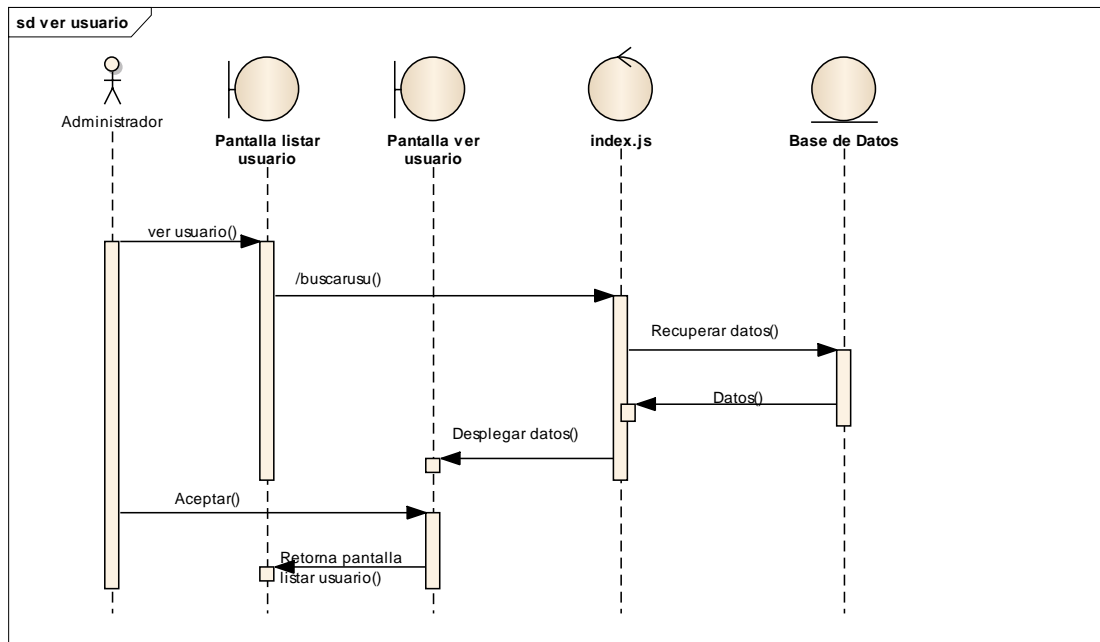 sd ver usuario
Administrador
Pantalla listar
usuario
Pantalla ver
usuario
index.js
Base de Datos
ver usuario()
/buscarusu()
Recuperar datos()
Datos()
Desplegar datos()
Aceptar()
Retorna pantalla
listar usuario()